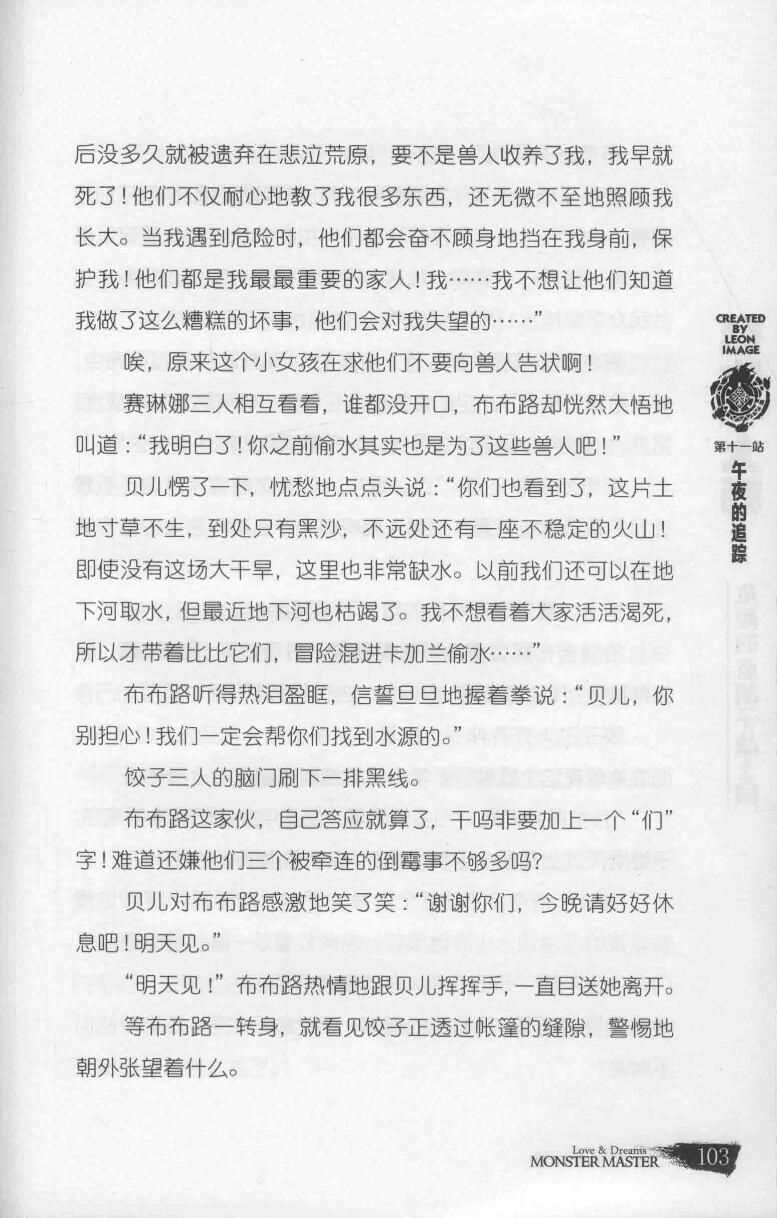 后没多久就被遗弃在悲泣荒原，要不是兽人收养了我，我早就
死了！他们不仅耐心地教了我很多东西，还无微不至地照顾我
长大。当我遇到危险时，他们都会奋不顾身地挡在我身前，保
护我！他们都是我最最重要的家人！我……我不想让他们知道
我做了这么糟糕的坏事，他们会对我失望的……”
唉，原来这个小女孩在求他们不要向兽人告状啊！
赛琳娜三人相互看看，谁都没开口，布布路却恍然大悟地
叫道：“我明白了！你之前偷水其实也是为了这些兽人吧！”
贝儿愣了一下，忧愁地点点头说：“你们也看到了，这片土
地寸草不生，到处只有黑沙，不远处还有一座不稳定的火山！
即使没有这场大干旱，这里也非常缺水。以前我们还可以在地
下河取水，但最近地下河也枯竭了。我不想看着大家活活渴死，
所以才带着比比它们，冒险混进卡加兰偷水……”
布布路听得热泪盈眶，信誓旦旦地握着拳说：“贝儿，你
别担心！我们一定会帮你们找到水源的。”
饺子三人的脑门刷下一排黑线。
布布路这家伙，自己答应就算了，干吗非要加上一个“们”
字！难道还嫌他们三个被牵连的倒霉事不够多吗？
贝儿对布布路感激地笑了笑：“谢谢你们，今晚请好好休
息吧！明天见。”
“明天见！”布布路热情地跟贝儿挥挥手，一直目送她离开。
等布布路一转身，就看见饺子正透过帐篷的缝隙，警惕地
朝外张望着什么。
CREATED
BY
LEON
IMAGE
第十一站
午夜的追踪
Love & Dreams
MONSTER MASTER
103